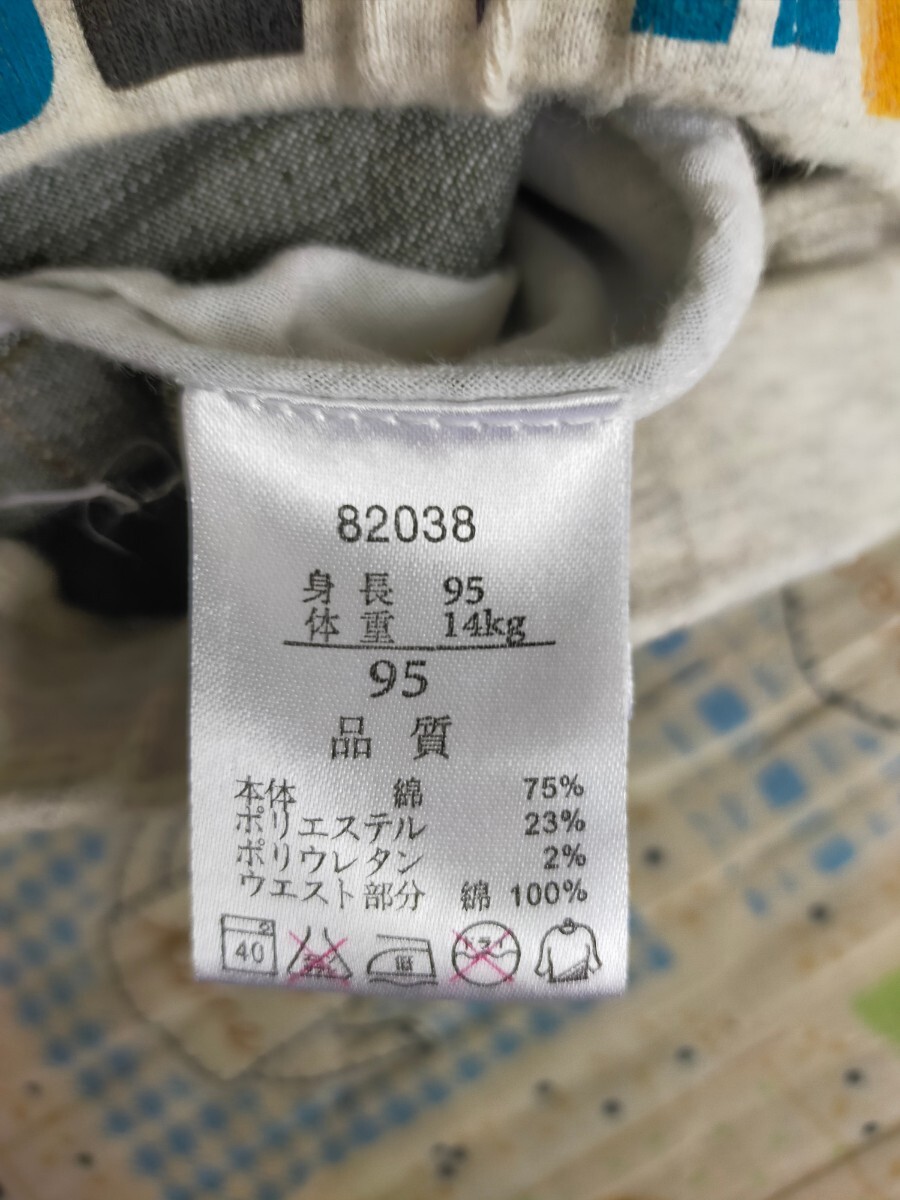 82038
身長 95
体重 14kg
95
品質
本体 綿 75%
ポリエステル 23%
ポリウレタン 2%
ウエスト部分 綿 100%
40 低